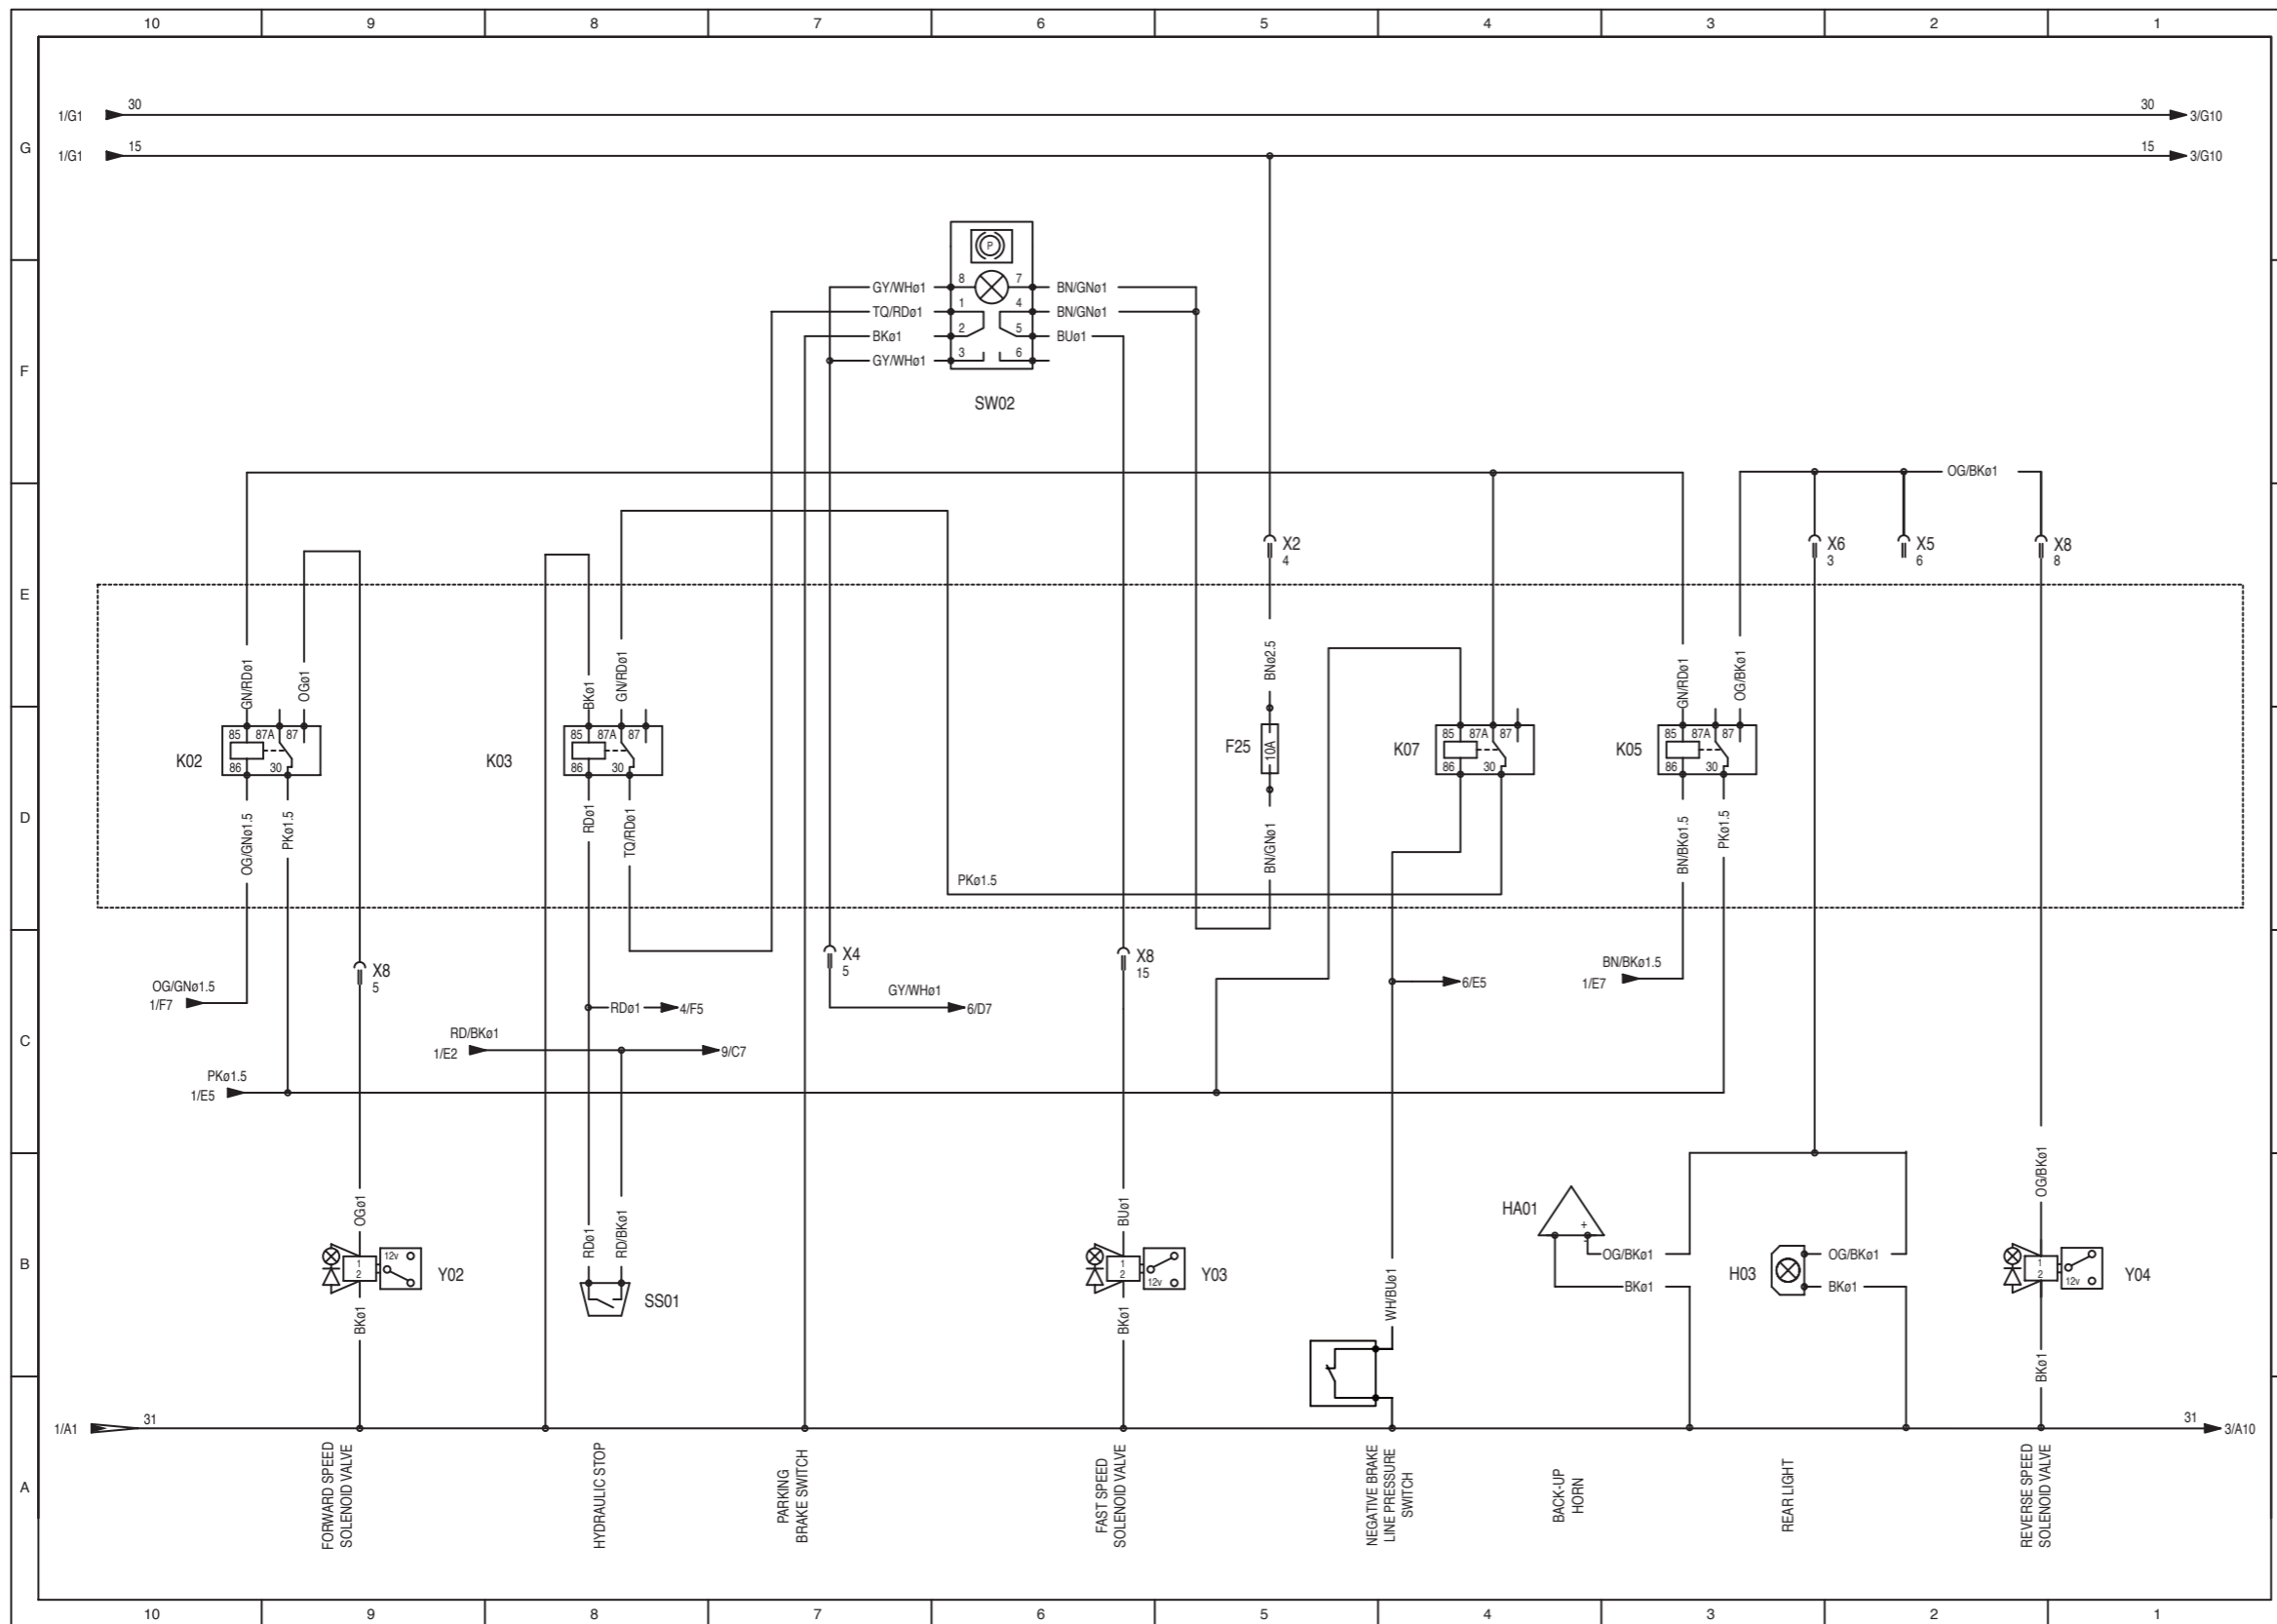 10 9 8 7 6 5 4 3 2 1
G
F
E
D
C
B
A
1/G1 30 30 3/G10
1/G1 15 15 3/G10
P
GY/WHø1 8 7 BN/GNø1
TQ/RDø1 1 4 BN/GNø1
BKø1 2 5 BUø1
GY/WHø1 3 6
SW02
OG/BKø1
X2
4
X6
3
X5
6
X8
8
GN/RDø1
OGø1
BKø1
GN/RDø1
BNø2.5
GN/RDø1
OG/BKø1
K02
85 87A 87
86 30
K03
85 87A 87
86 30
F25
10A
K07
85 87A 87
86 30
K05
85 87A 87
86 30
OG/GNø1.5
PKø1.5
RDø1
TQ/RDø1
PKø1.5
BN/GNø1
BN/BKø1.5
PKø1.5
X8
5
X4
5
X8
15
OG/GNø1.5
1/F7
RDø1 4/F5
GY/WHø1
6/D7
6/E5
BN/BKø1.5
1/E7
RD/BKø1
1/E2
9/C7
PKø1.5
1/E5
OGø1
RDø1
RD/BKø1
BUø1
WH/BUø1
OG/BKø1
12v
1
2
Y02
BKø1
SS01
1
2
12v
Y03
BKø1
HA01
+
-
OG/BKø1
BKø1
H03
OG/BKø1
BKø1
1
2
12v
Y04
BKø1
1/A1 31 31 3/A10
FORWARD SPEED
SOLENOID VALVE
HYDRAULIC STOP
PARKING
BRAKE SWITCH
FAST SPEED
SOLENOID VALVE
NEGATIVE BRAKE
LINE PRESSURE
SWITCH
BACK-UP
HORN
REAR LIGHT
REVERSE SPEED
SOLENOID VALVE
10 9 8 7 6 5 4 3 2 1